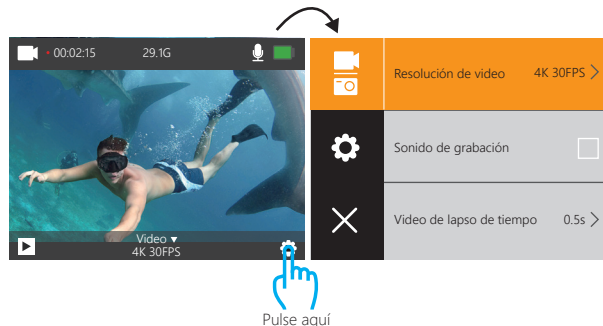 00:02:15 29.1G
Video ▾
4K 30FPS
Resolución de video 4K 30FPS >
Sonido de grabación
Video de lapso de tiempo 0.5s >
Pulse aquí